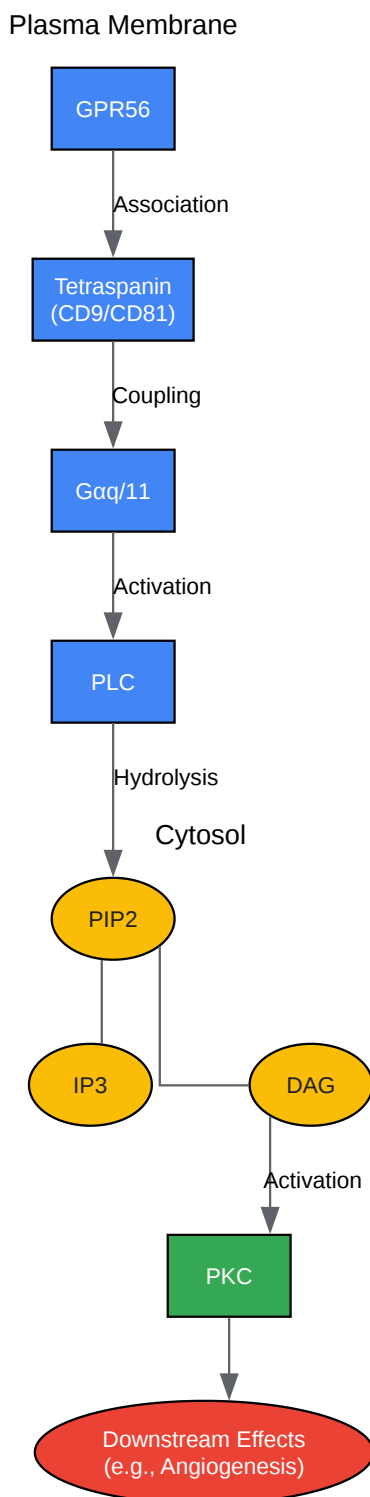 Plasma Membrane
GPR56
Association
Tetraspanin
(CD9/CD81)
Coupling
Gαq/11
Activation
PLC
Hydrolysis
Cytosol
PIP2
IP3
DAG
Activation
PKC
Downstream Effects
(e.g., Angiogenesis)